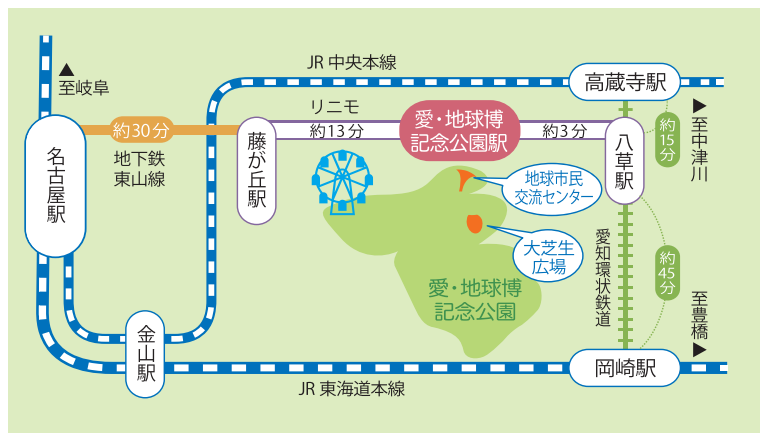 JR 中央本線
高蔵寺駅
至岐阜
リニモ
愛・地球博
記念公園駅
約30分
約13分
約3分
約15分
至中津川
地下鉄
東山線
藤が丘駅
八草駅
名古屋駅
地球市民
交流センター
大芝生
広場
愛知環状鉄道
約45分
愛・地球博
記念公園
至豊橋
金山駅
岡崎駅
JR 東海道本線